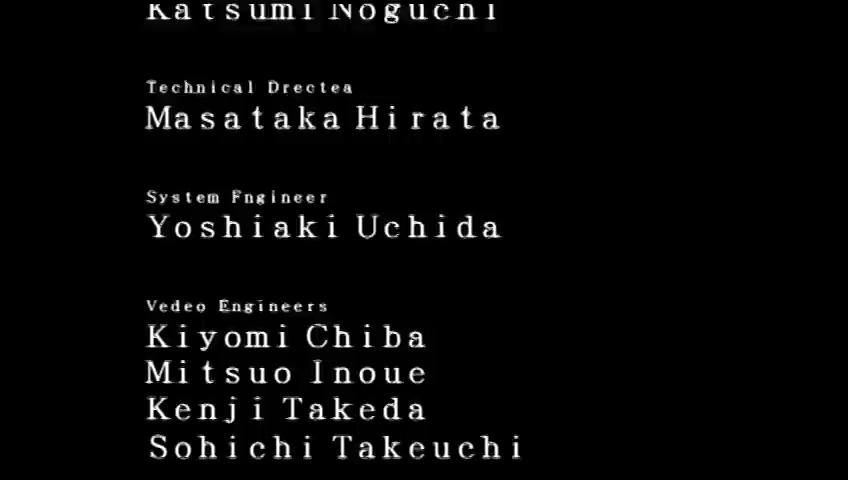 Katsumi Noguchi
Technical Drectea
Masataka Hirata
System Fngineer
Yoshiaki Uchida
Vedeo Engineers
Kiyomi Chiba
Mitsuo Inoue
Kenji Takeda
Sohichi Takeuchi